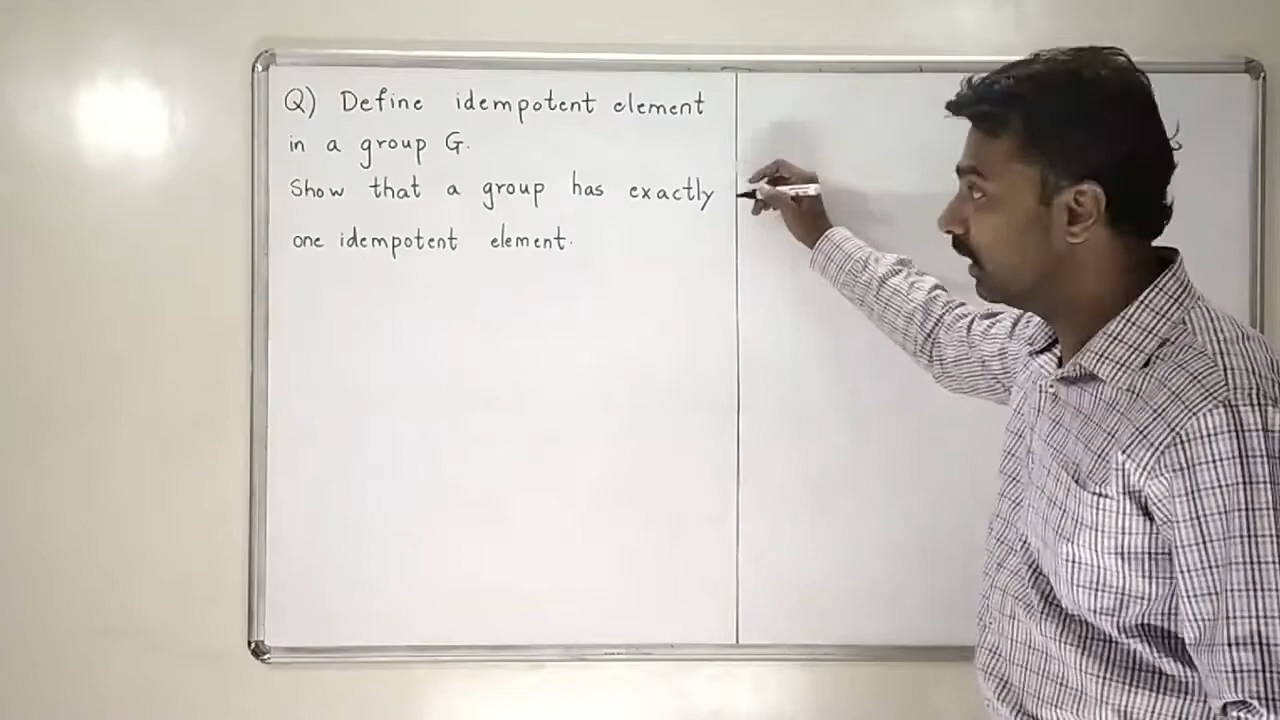 Q) Define idempotent element
in a group G.
Show that a group has exactly
one idempotent element.